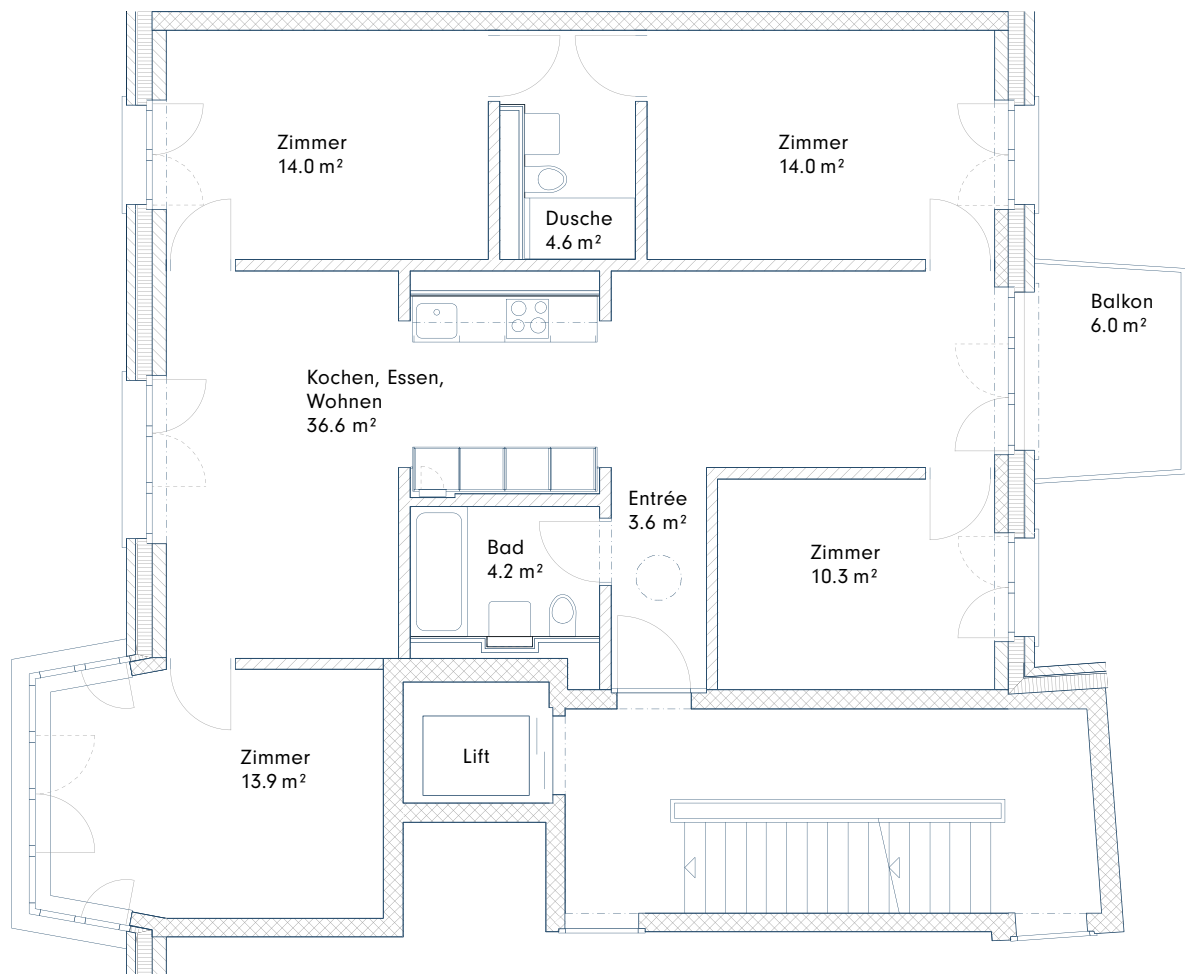 Zimmer
14.0 m²
Zimmer
14.0 m²
Dusche
4.6 m²
Balkon
6.0 m²
Kochen, Essen,
Wohnen
36.6 m²
Entrée
3.6 m²
Bad
4.2 m²
Zimmer
10.3 m²
Zimmer
13.9 m²
Lift